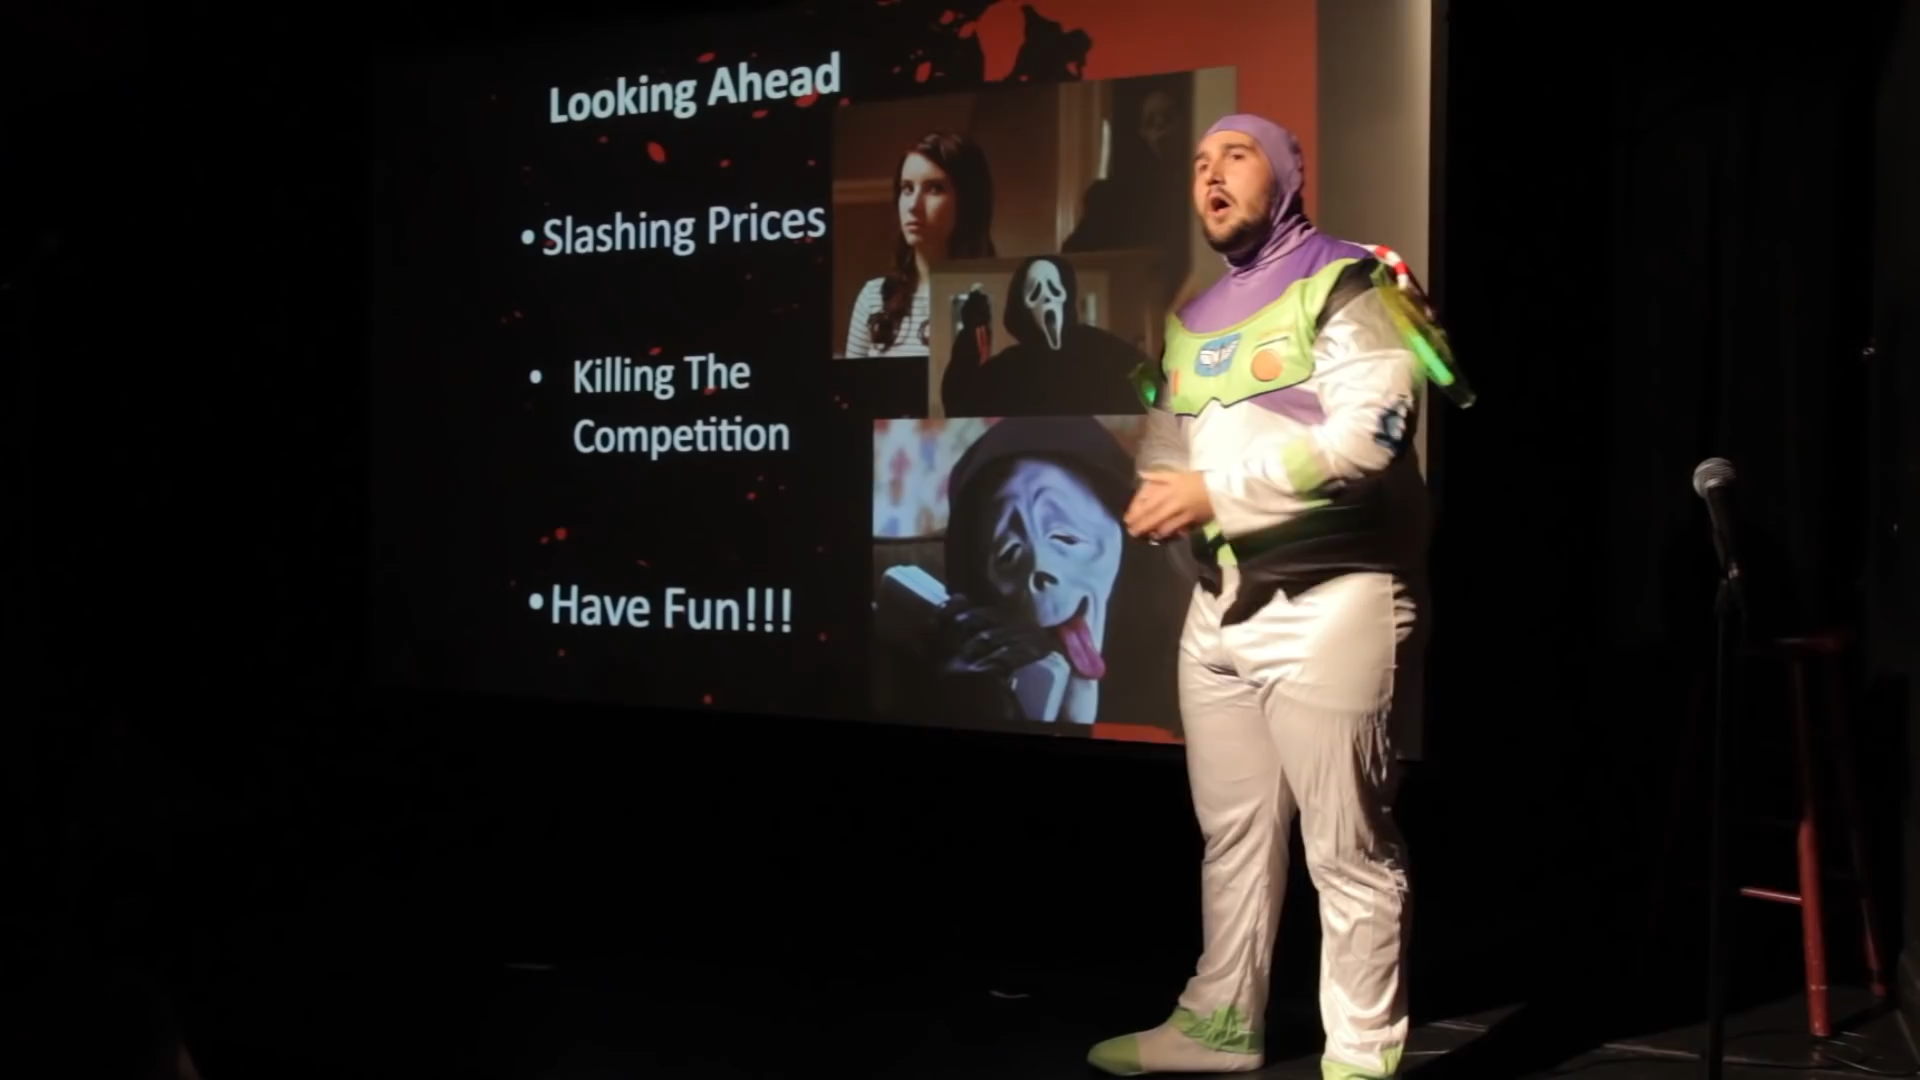 Looking Ahead
• Slashing Prices
• Killing The
Competition
• Have Fun!!!